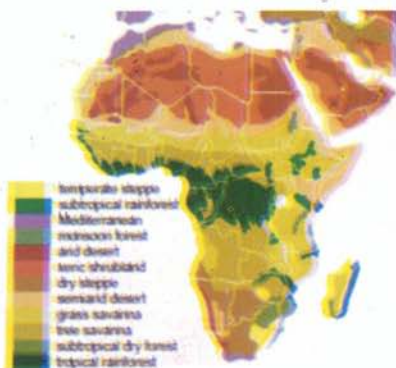 temperate steppe
subtropical rainforest
Mediterranean
monsoon forest
arid desert
xeric shrubland
dry steppe
semiarid desert
grass savanna
tree savanna
subtropical dry forest
tropical rainforest